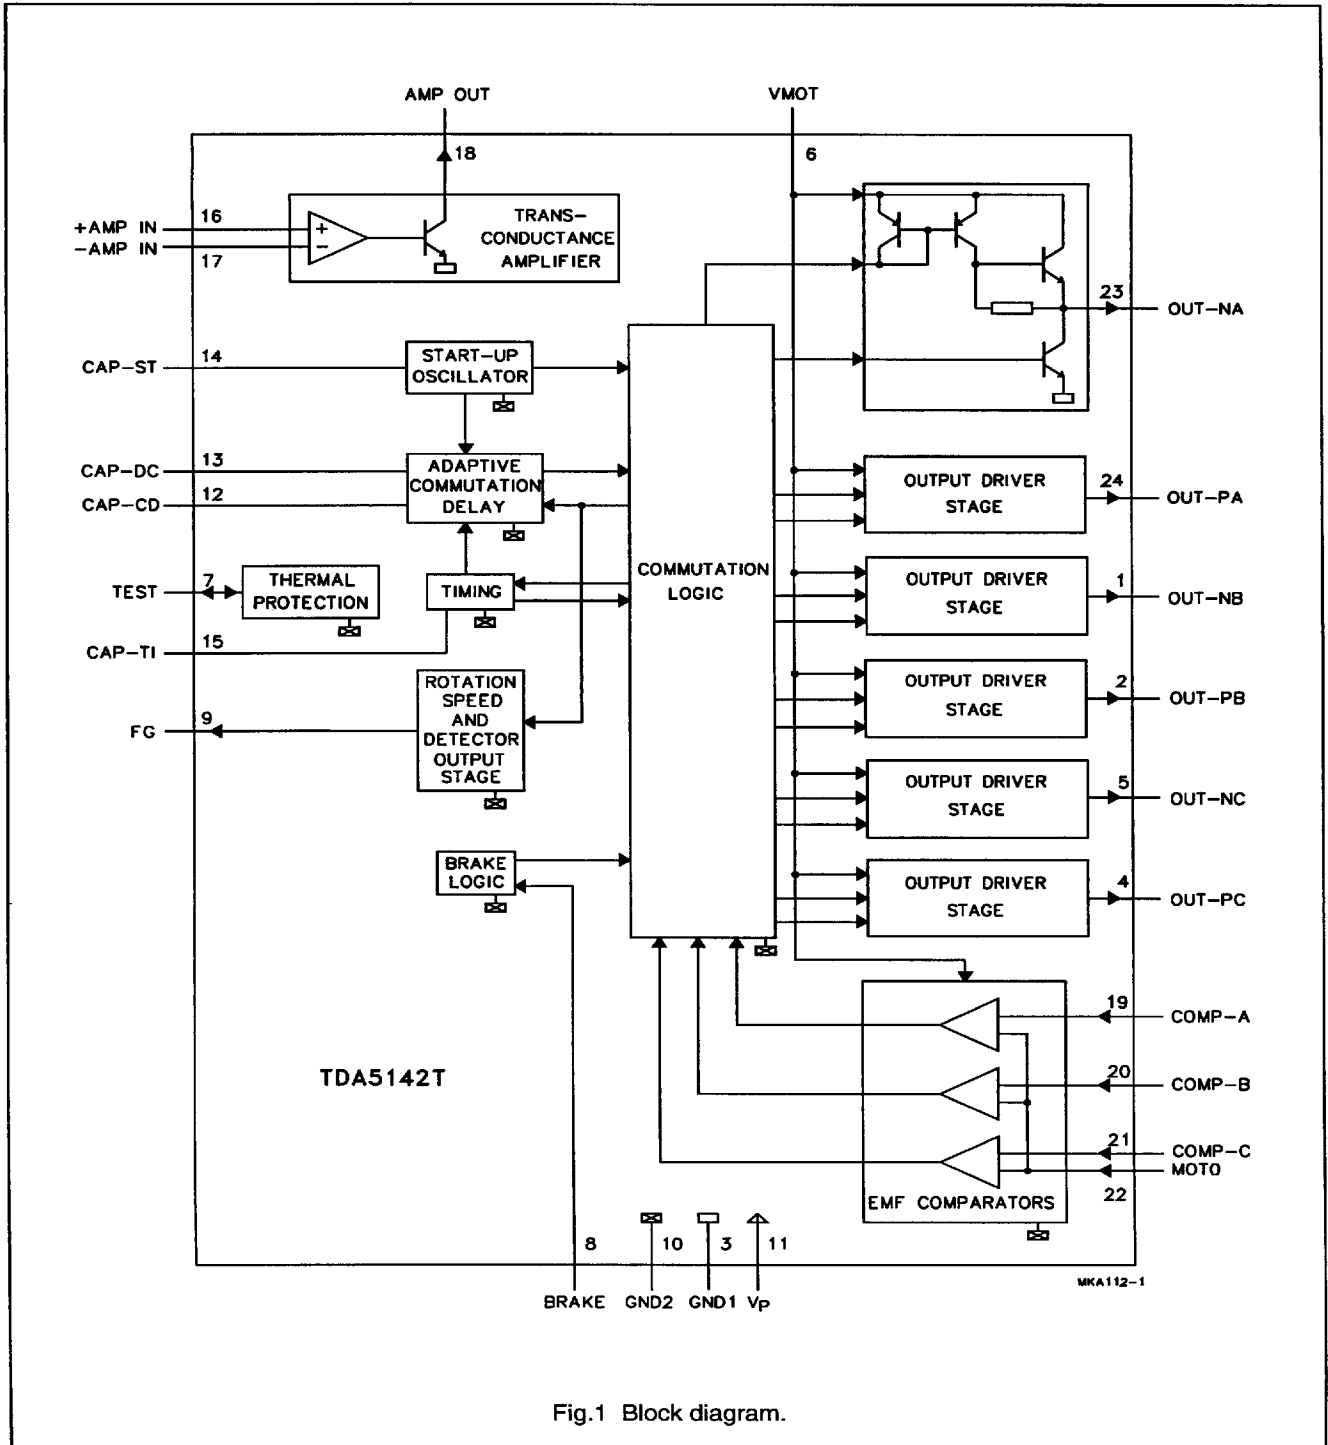 AMP OUT
VMOT
18
6
+AMP IN
16
-AMP IN
17
TRANS-
CONDUCTANCE
AMPLIFIER
+
-
23
OUT-NA
CAP-ST
14
START-UP
OSCILLATOR
CAP-DC
13
CAP-CD
12
ADAPTIVE
COMMUTATION
DELAY
OUTPUT DRIVER
STAGE
24
OUT-PA
TEST
7
THERMAL
PROTECTION
TIMING
COMMUTATION
LOGIC
OUTPUT DRIVER
STAGE
1
OUT-NB
CAP-TI
15
ROTATION
SPEED
AND
DETECTOR
OUTPUT
STAGE
OUTPUT DRIVER
STAGE
2
OUT-PB
FG
9
OUTPUT DRIVER
STAGE
5
OUT-NC
BRAKE
LOGIC
OUTPUT DRIVER
STAGE
4
OUT-PC
19
COMP-A
TDA5142T
20
COMP-B
21
COMP-C
MOTO
22
EMF COMPARATORS
8
10
3
11
MKA112-1
BRAKE
GND2
GND1
VP
Fig.1 Block diagram.